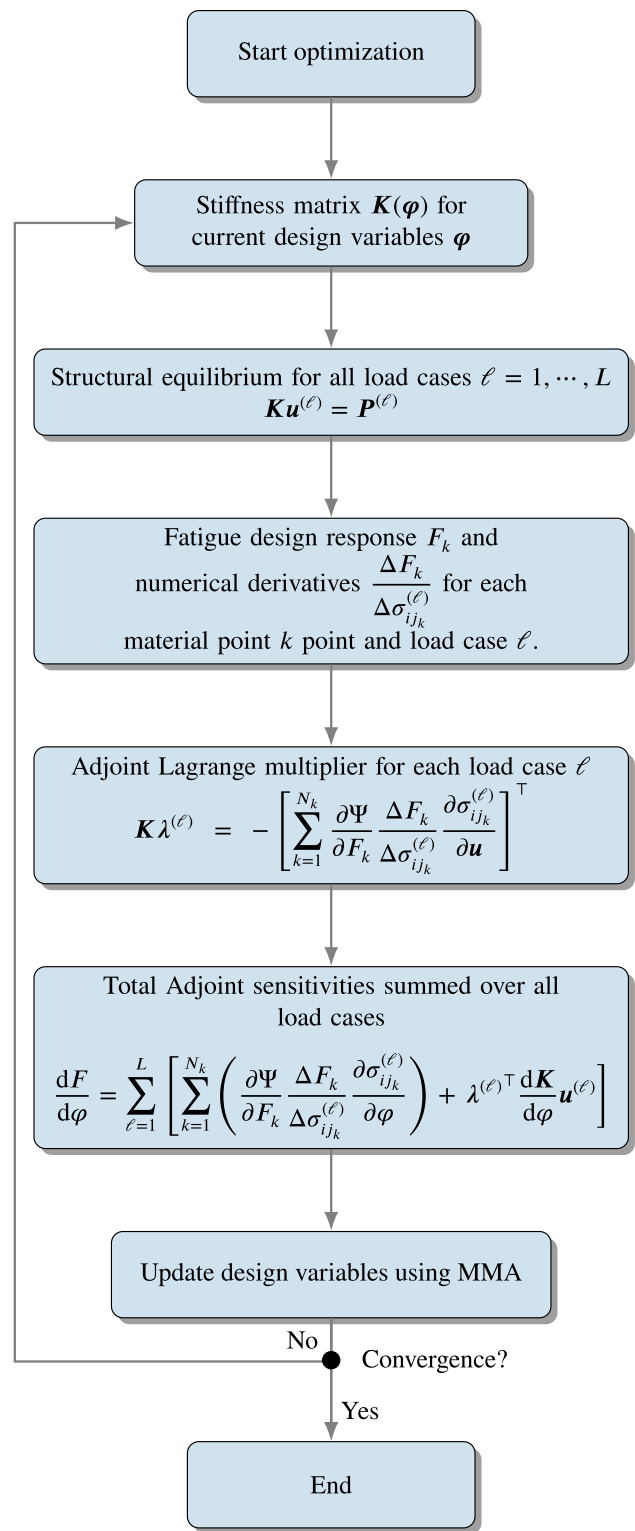 Start optimization
Stiffness matrix K(φ) for
current design variables φ
Structural equilibrium for all load cases ℓ = 1, ⋯ , L
Ku^(ℓ) = P^(ℓ)
Fatigue design response F_k and
numerical derivatives ΔF_k / Δσ_{ij_k}^(ℓ) for each
material point k point and load case ℓ.
Adjoint Lagrange multiplier for each load case ℓ
Kλ^(ℓ) = − [ ∑_{k=1}^{N_k} ∂Ψ/∂F_k ΔF_k/Δσ_{ij_k}^(ℓ) ∂σ_{ij_k}^(ℓ)/∂u ]^⊤
Total Adjoint sensitivities summed over all
load cases
dF/dφ = ∑_{ℓ=1}^{L} [ ∑_{k=1}^{N_k} ( ∂Ψ/∂F_k ΔF_k/Δσ_{ij_k}^(ℓ) ∂σ_{ij_k}^(ℓ)/∂φ ) + λ^(ℓ)⊤ dK/dφ u^(ℓ) ]
Update design variables using MMA
No
Convergence?
Yes
End